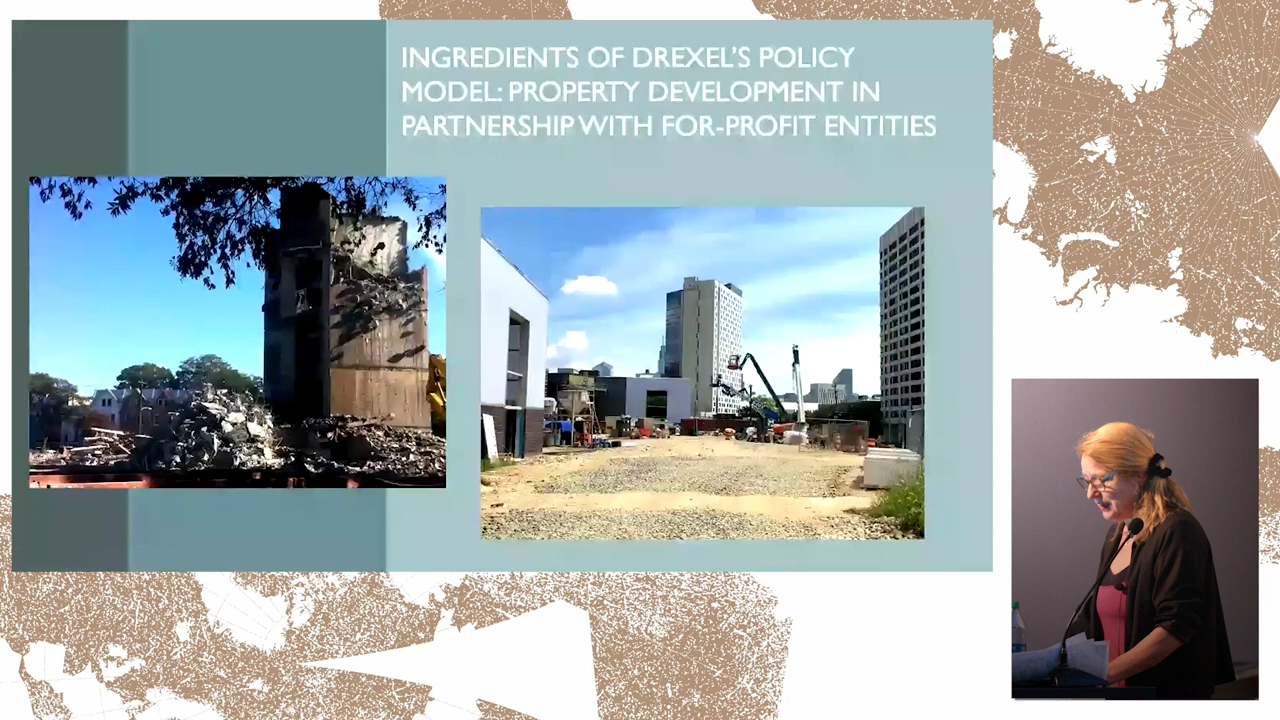 INGREDIENTS OF DREXEL'S POLICY
MODEL: PROPERTY DEVELOPMENT IN
PARTNERSHIP WITH FOR-PROFIT ENTITIES